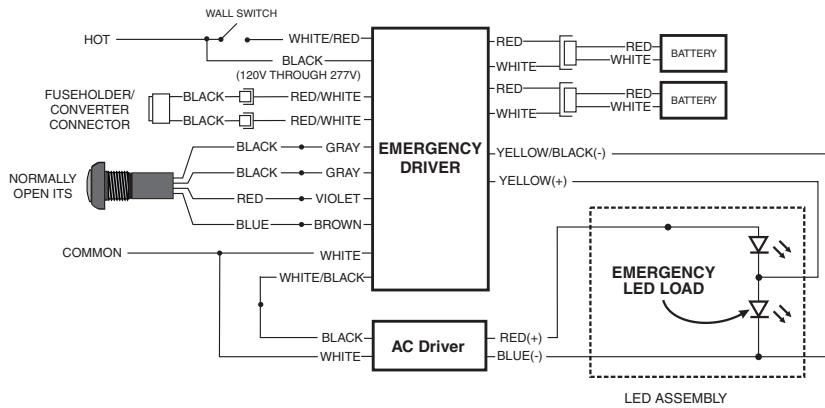 WALL SWITCH
HOT
WHITE/RED
BLACK
(120V THROUGH 277V)
FUSEHOLDER/
CONVERTER
CONNECTOR
BLACK
RED/WHITE
BLACK
RED/WHITE
NORMALLY
OPEN ITS
BLACK
GRAY
BLACK
GRAY
RED
VIOLET
BLUE
BROWN
COMMON
WHITE
WHITE/BLACK
BLACK
WHITE
EMERGENCY
DRIVER
AC Driver
RED
WHITE
RED
WHITE
BATTERY
RED
WHITE
RED
WHITE
BATTERY
YELLOW/BLACK(-)
YELLOW(+)
RED(+)
BLUE(-)
EMERGENCY
LED LOAD
LED ASSEMBLY